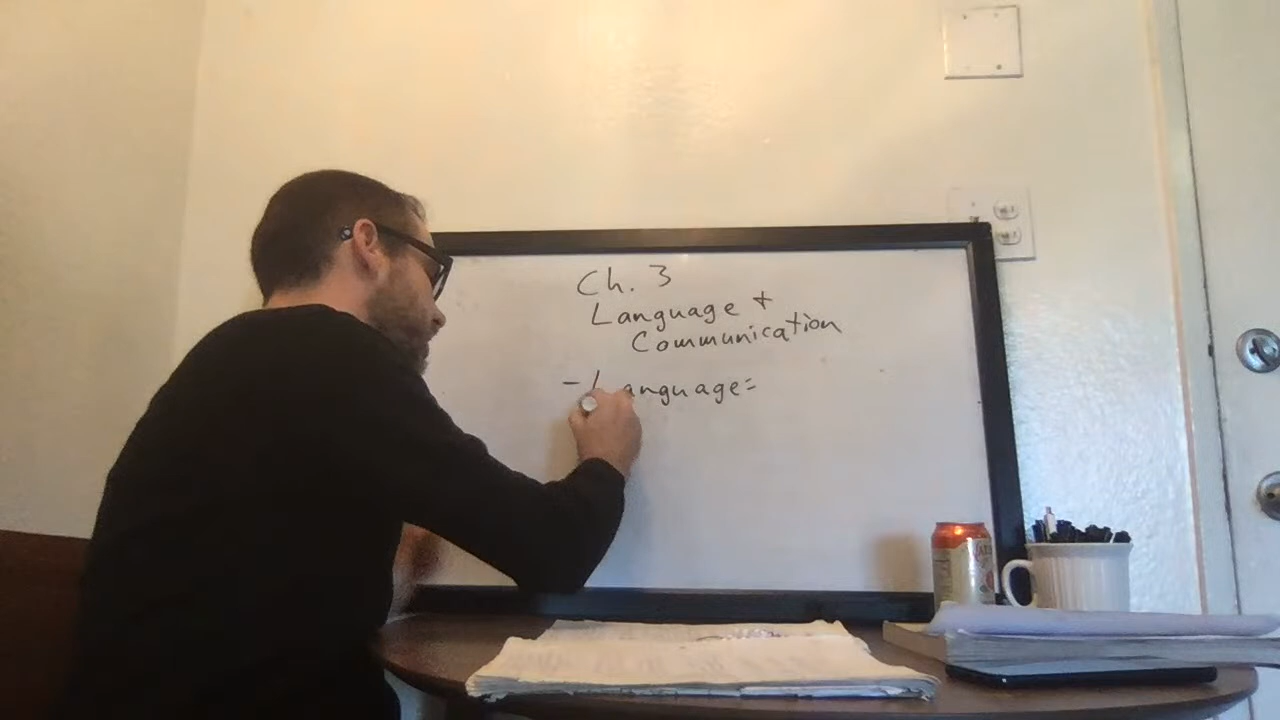 Ch. 3
Language +
Communication
- Language=